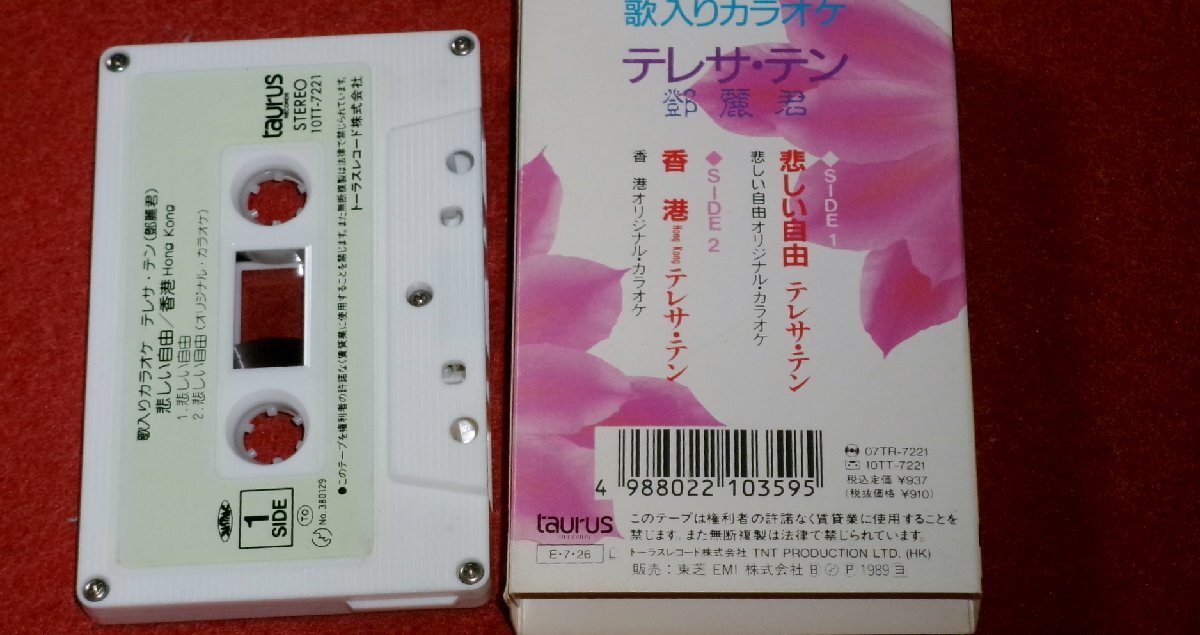 taurus
RECORDS
STEREO
10TT-7221
歌入りカラオケ テレサ・テン(鄧麗君)
悲しい自由／香港 Hong Kong
1. 悲しい自由
2. 悲しい自由(オリジナル・カラオケ)
●このテープを権利者の許諾なく賃貸業に使用することを禁じます。また無断複製は法律で禁じられています。
トーラスレコード株式会社
1
SIDE
TO
No. 380129
歌入りカラオケ
テレサ・テン
鄧麗君
◆SIDE 1
悲しい自由 テレサ・テン
悲しい自由オリジナル・カラオケ
◆SIDE 2
香港 Hong Kong テレサ・テン
香港オリジナル・カラオケ
4 988022 103595
07TR-7221
10TT-7221
税込定価 ¥937
(税抜価格 ¥910)
taurus
RECORDS
このテープは権利者の許諾なく賃貸業に使用することを
禁じます。また無断複製は法律で禁じられています。
E・7・26 L トーラスレコード株式会社 TNT PRODUCTION LTD. (HK)
販売：東芝 EMI 株式会社 B P P 1989 ヨ